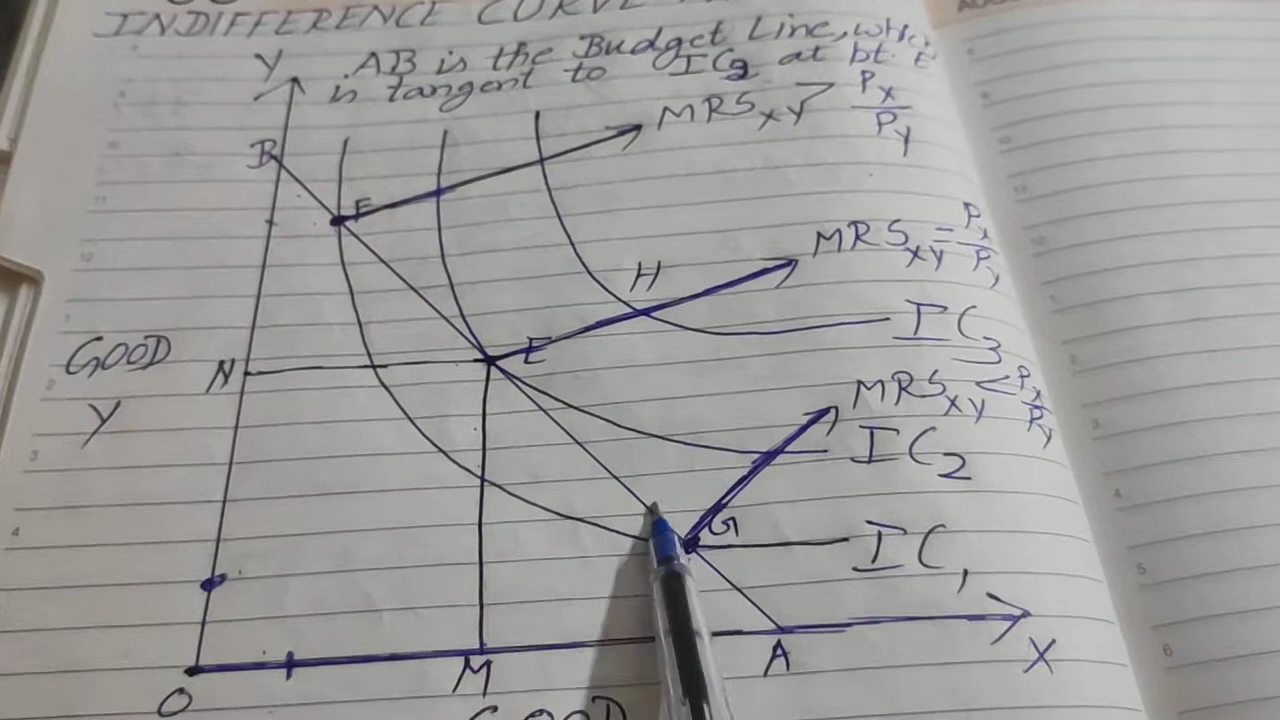 INDIFFERENCE CURVE
Y
AB is the Budget Line, which
is tangent to IC2 at pt. E
MRSxy > Px/Py
B
F
MRSxy = Px/Py
H
IC3
E
GOOD
Y
N
MRSxy < Px/Py
IC2
G
IC1
O
M
A
X
GOOD